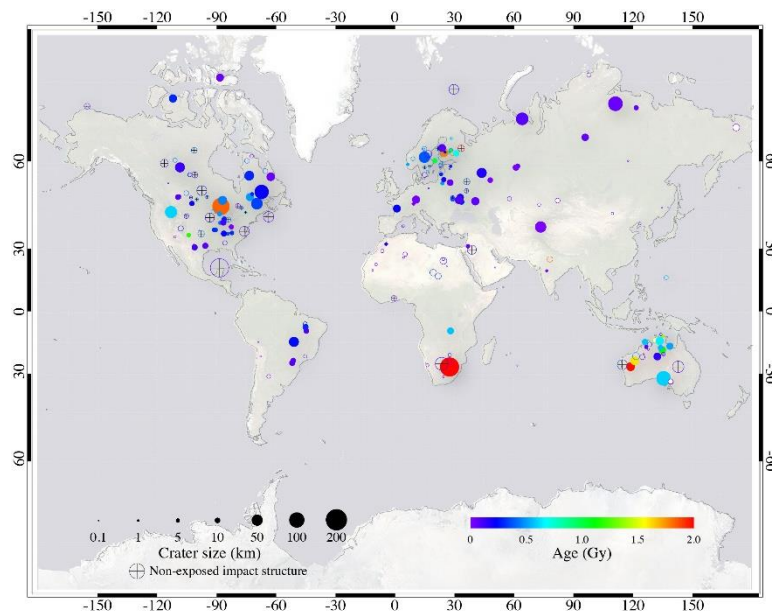 -150 -120 -90 -60 -30 0 30 60 90 120 150
60 60
30 30
0 0
30 -30
60 -60
0.1 1 5 10 50 100 200
Crater size (km)
Non-exposed impact structure
0 0.5 1.0 1.5 2.0
Age (Gy)
-150 -120 -90 -60 -30 0 30 60 90 120 150